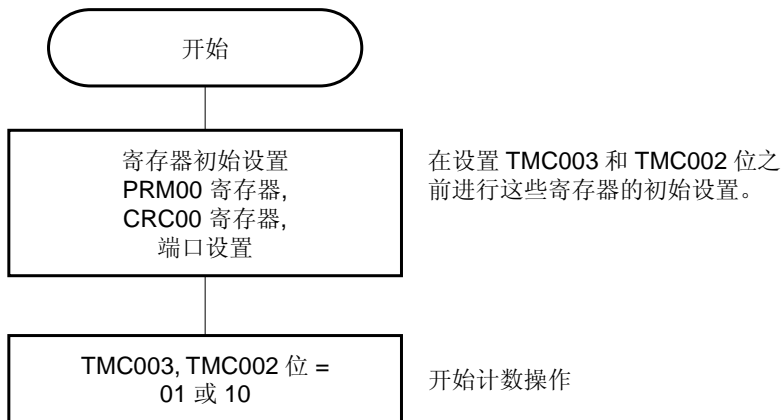 开始
寄存器初始设置
PRM00 寄存器,
CRC00 寄存器,
端口设置
在设置 TMC003 和 TMC002 位之
前进行这些寄存器的初始设置。
TMC003, TMC002 位 =
01 或 10
开始计数操作